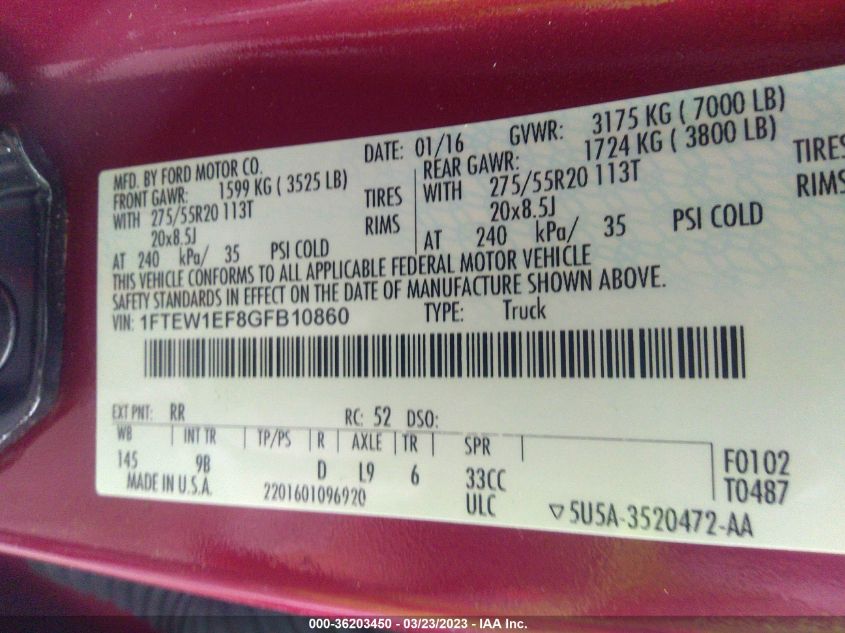 MFD. BY FORD MOTOR CO. DATE: 01/16 GVWR: 3175 KG ( 7000 LB)
FRONT GAWR: 1599 KG ( 3525 LB) REAR GAWR: 1724 KG ( 3800 LB)
WITH 275/55R20 113T TIRES WITH 275/55R20 113T TIRES
20x8.5J RIMS 20x8.5J RIMS
AT 240 kPa/ 35 PSI COLD AT 240 kPa/ 35 PSI COLD
THIS VEHICLE CONFORMS TO ALL APPLICABLE FEDERAL MOTOR VEHICLE
SAFETY STANDARDS IN EFFECT ON THE DATE OF MANUFACTURE SHOWN ABOVE.
VIN: 1FTEW1EF8GFB10860 TYPE: Truck
EXT PNT: RR RC: 52 DSO:
WB | INT TR | TP/PS | R | AXLE | TR | SPR | F0102
145 9B D L9 6 33CC T0487
MADE IN U.S.A. 2201601096920 ULC ▽5U5A-3520472-AA
000-36203450 - 03/23/2023 - IAA Inc.